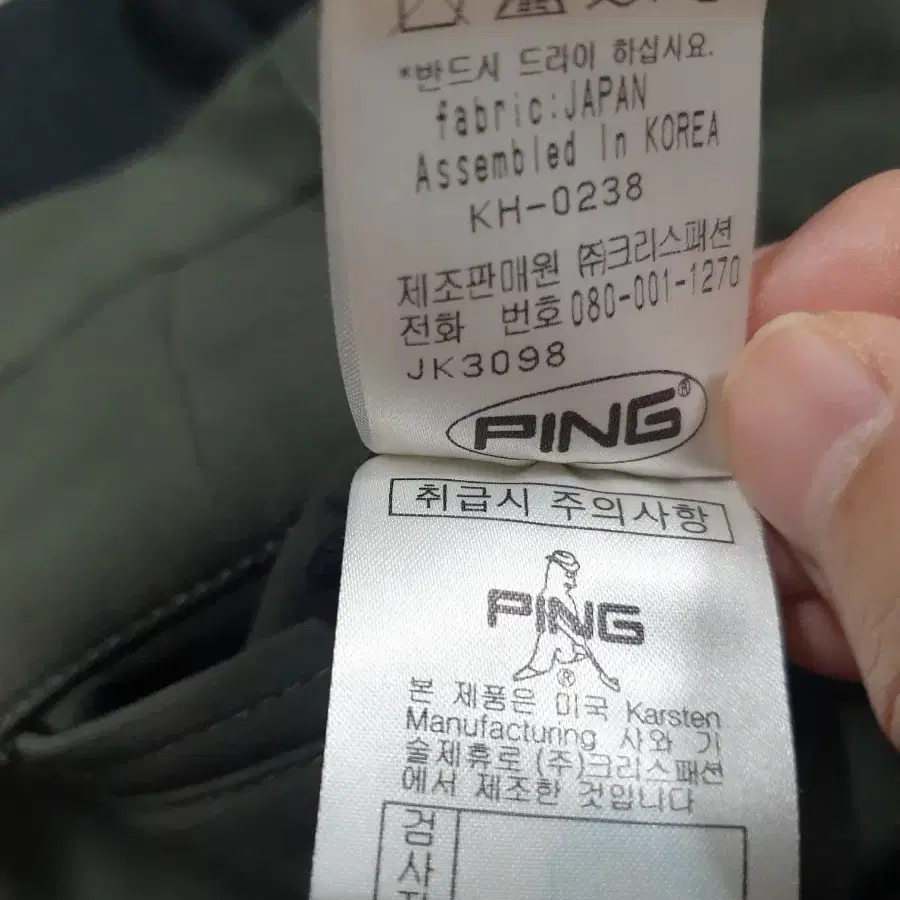 *반드시 드라이 하십시요.
fabric:JAPAN
Assembled In KOREA
KH-0238
제조판매원 ㈜크리스패션
전화 번호 080-001-1270
JK3098
PING®
취급시 주의사항
PING
®
본 제품은 미국 Karsten
Manufacturing 사와 기
술제휴로 (주)크리스패션
에서 제조한 것입니다
검
사